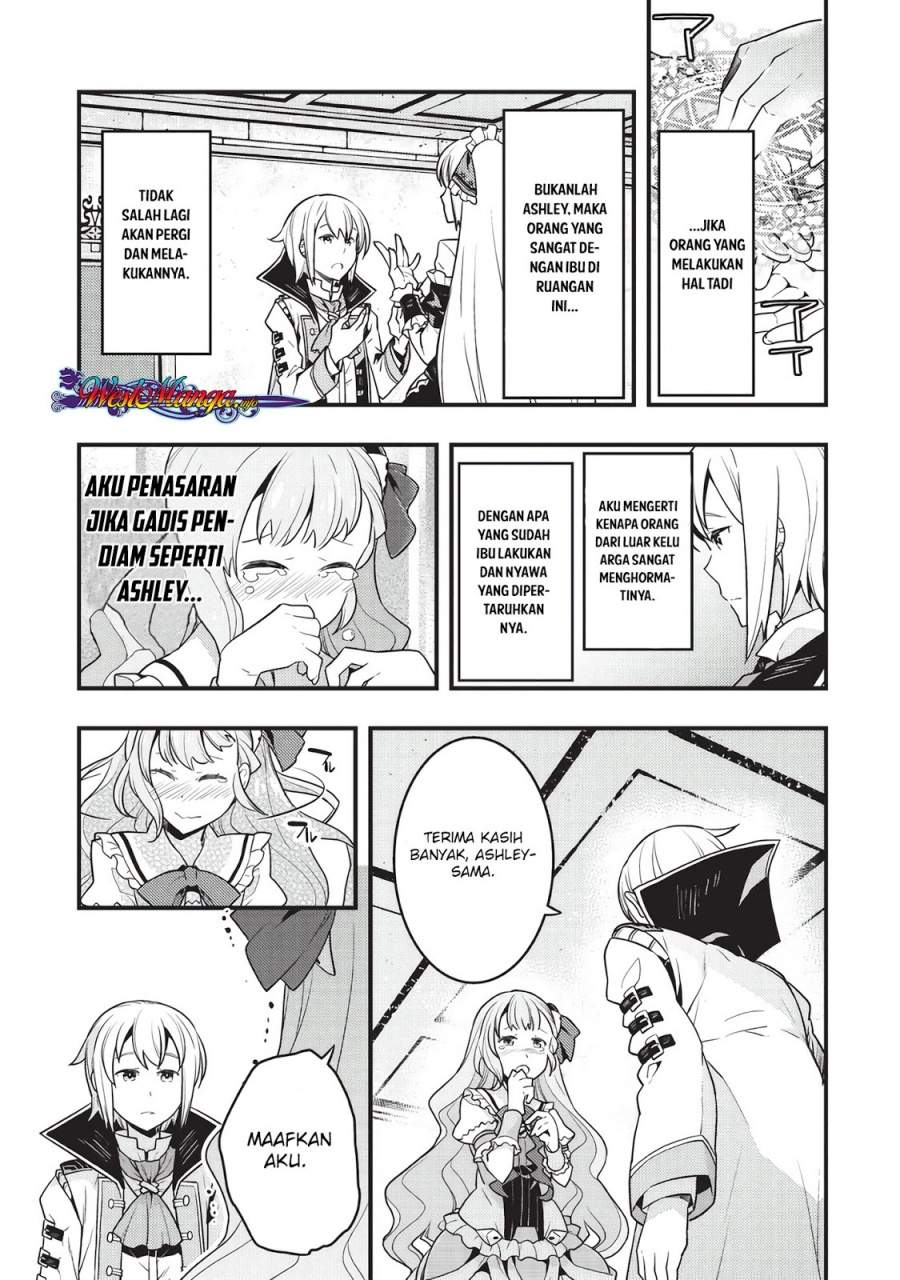 ...JIKA
ORANG YANG
MELAKUKAN
HAL TADI
BUKANLAH
ASHLEY, MAKA
ORANG YANG
SANGAT DE-
NGAN IBU DI
RUANGAN
INI...
TIDAK
SALAH LAGI
AKAN PERGI
DAN MELA-
KUKANNYA.
WestManga.info
AKU MENGERTI
KENAPA ORANG
DARI LUAR KELU
ARGA SANGAT
MENGHORMA-
TINYA.
DENGAN APA
YANG SUDAH
IBU LAKUKAN
DAN NYAWA
YANG DIPER-
TARUHKAN
NYA.
AKU PENASARAN
JIKA GADIS PEN-
DIAM SEPERTI
ASHLEY...
TERIMA KASIH
BANYAK, ASHLEY-
SAMA.
MAAFKAN
AKU.